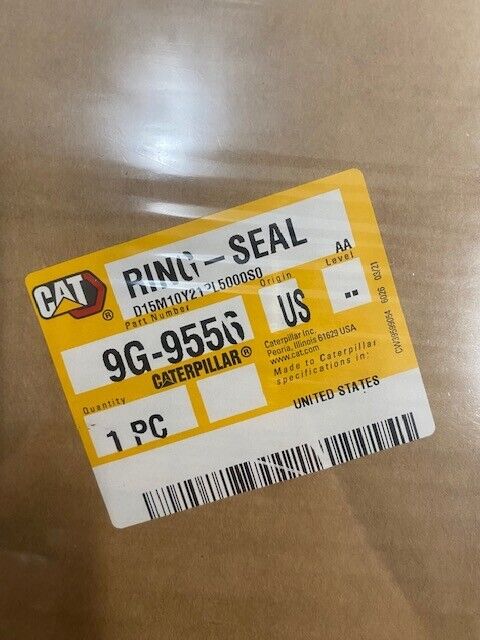 CAT
®
RING-SEAL
AA
Part Number
Origin
Level
9G-9556
US
--
CATERPILLAR®
Caterpillar Inc.
Peoria, Illinois 61629 USA
www.cat.com
Made to Caterpillar
specifications in:
Quantity
1 PC
UNITED STATES